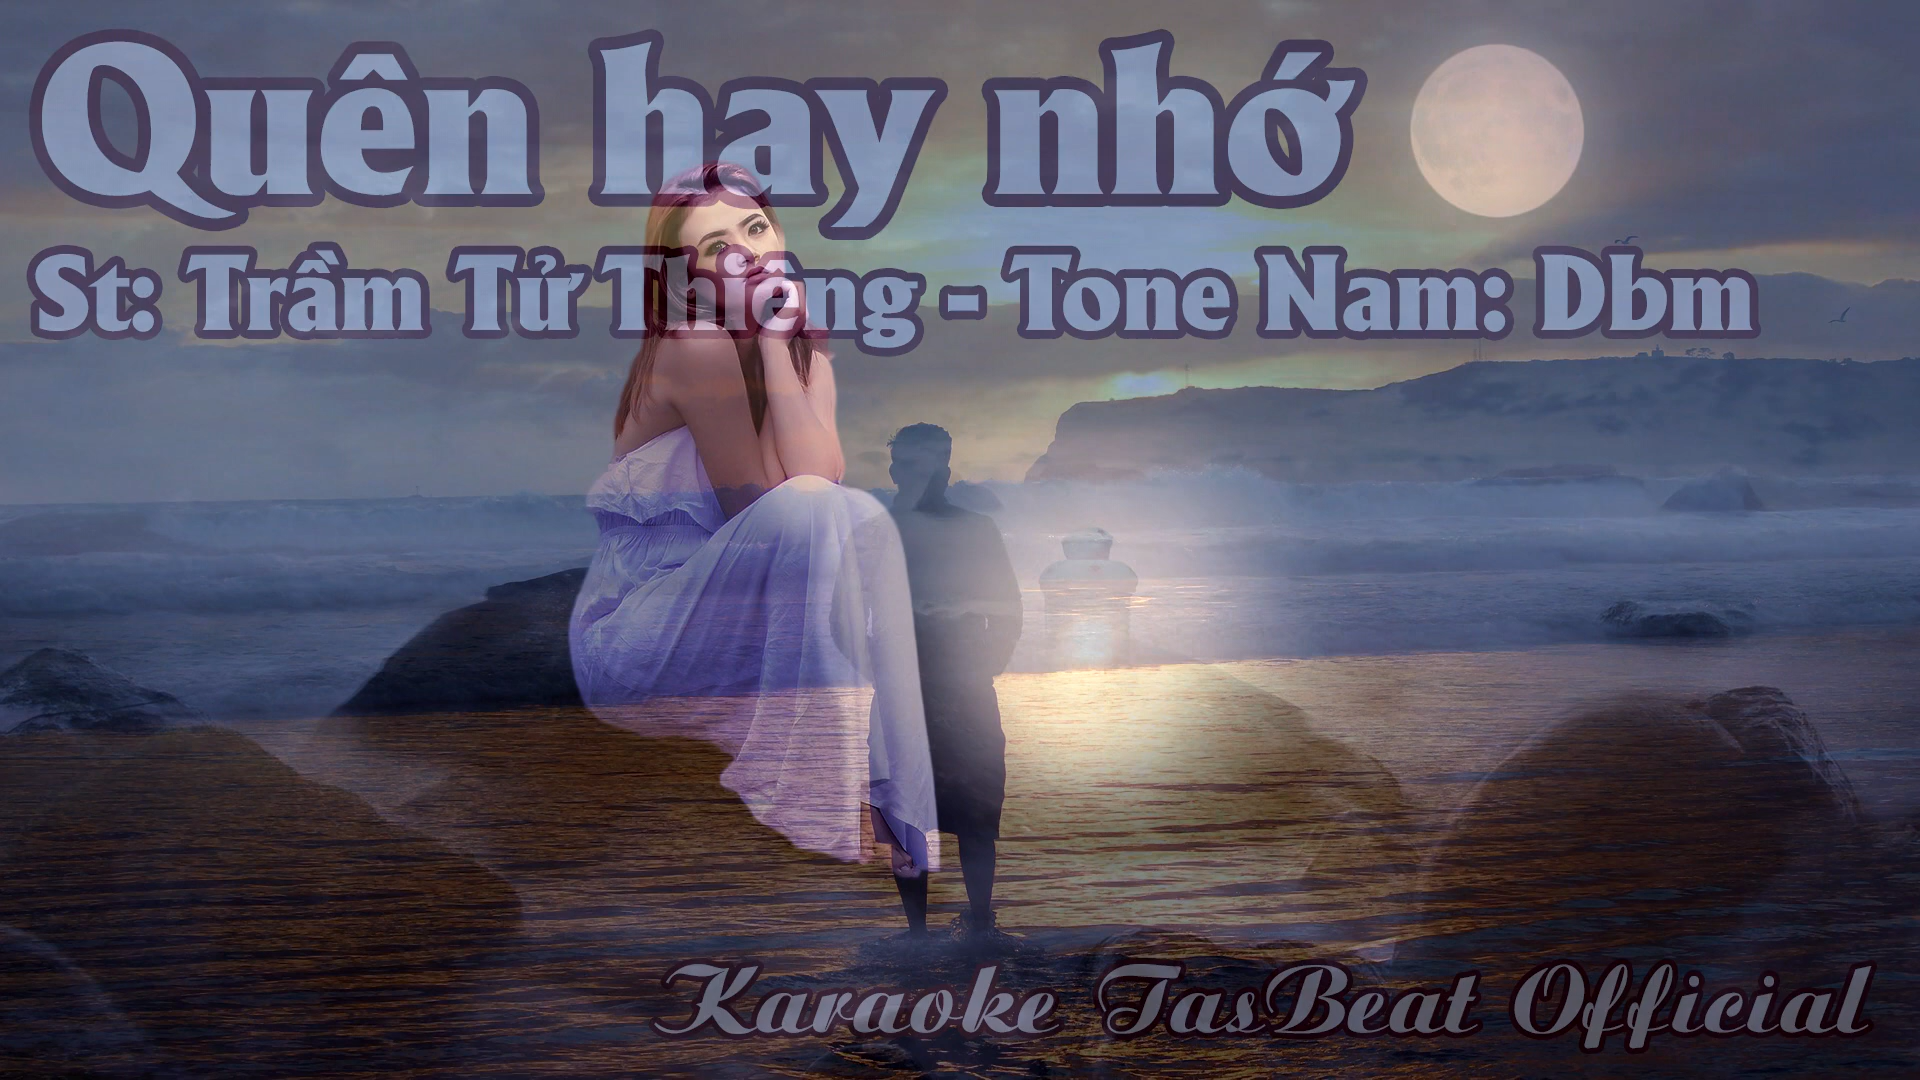 Quên hay nhớ
St: Trầm Tử Thiêng - Tone Nam: Dbm
Karaoke TasBeat Official